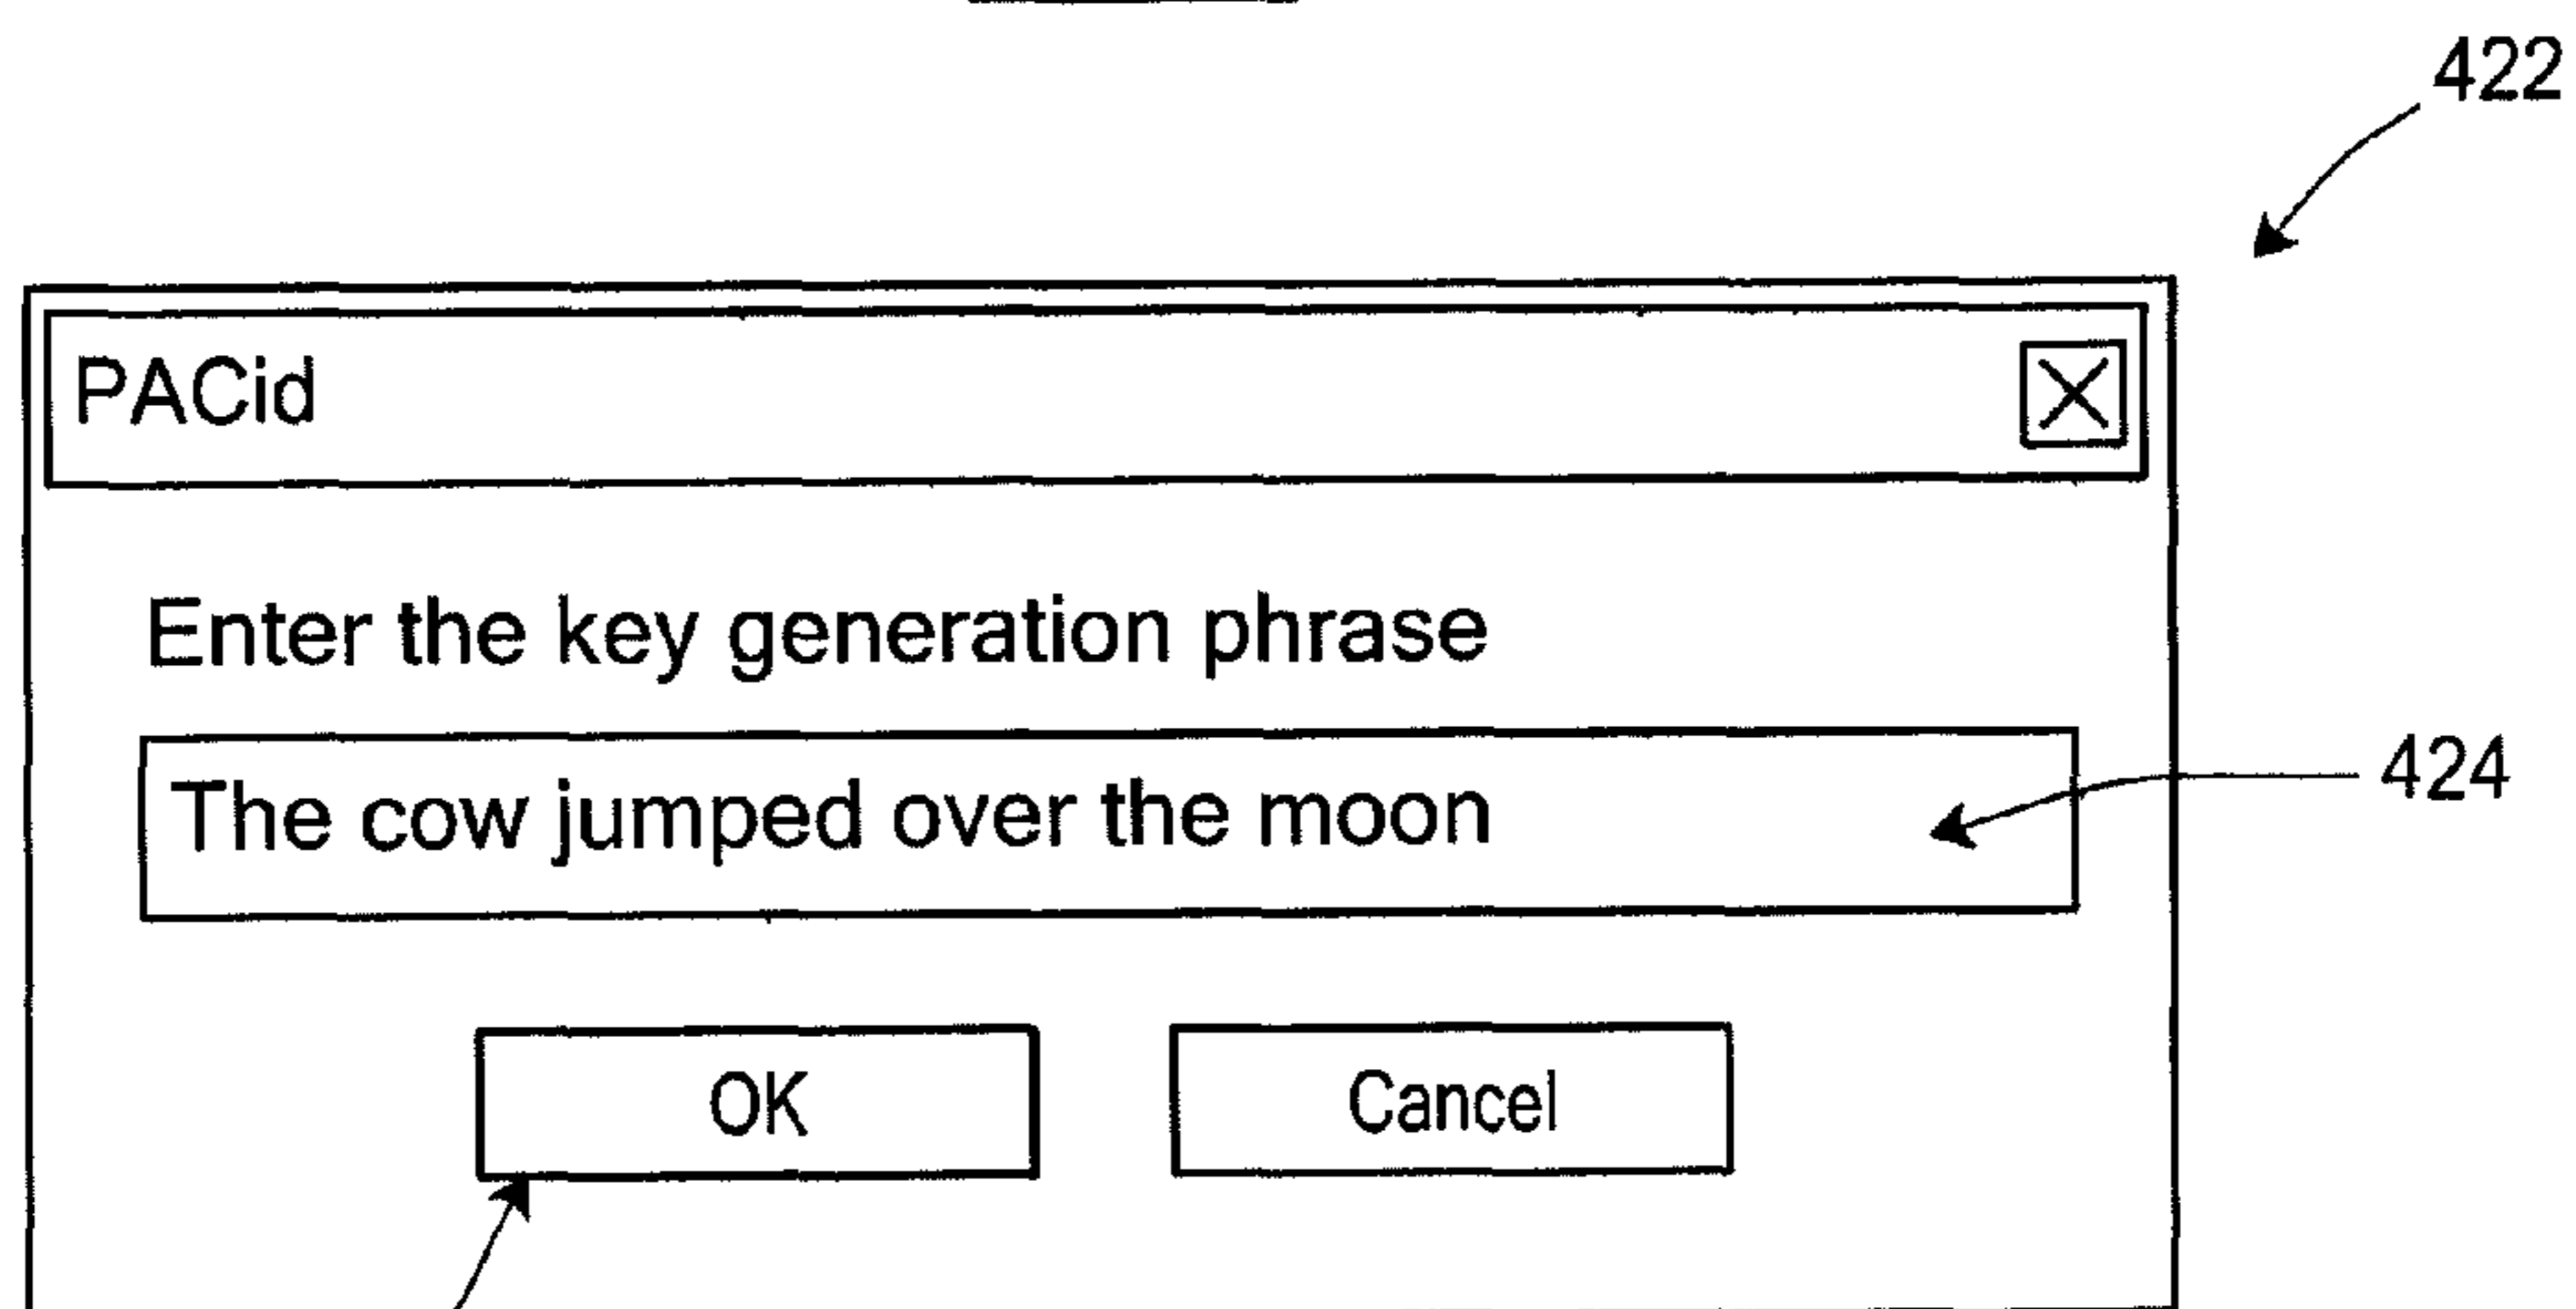 422
PACid
Enter the key generation phrase
The cow jumped over the moon
424
OK
Cancel